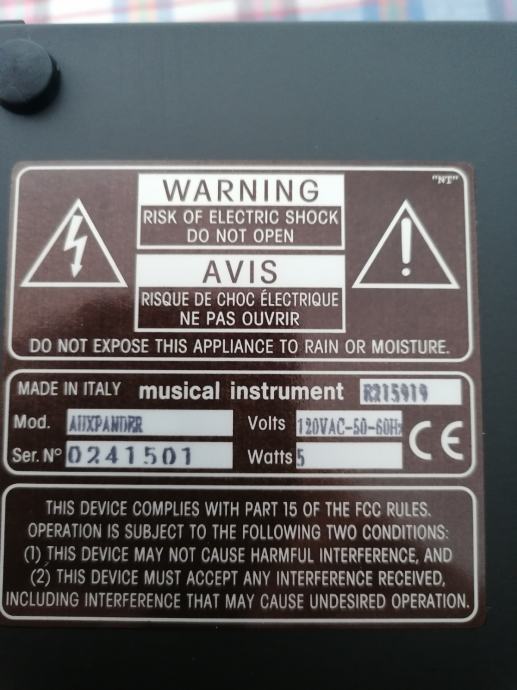 "NT"
WARNING
RISK OF ELECTRIC SHOCK
DO NOT OPEN
AVIS
RISQUE DE CHOC ÉLECTRIQUE
NE PAS OUVRIR
DO NOT EXPOSE THIS APPLIANCE TO RAIN OR MOISTURE.
MADE IN ITALY musical instrument R215919
Mod. AUXPANDRR Volts 120VAC-50-60Hz CE
Ser. N° 0241501 Watts 5
THIS DEVICE COMPLIES WITH PART 15 OF THE FCC RULES.
OPERATION IS SUBJECT TO THE FOLLOWING TWO CONDITIONS:
(1) THIS DEVICE MAY NOT CAUSE HARMFUL INTERFERENCE, AND
(2) THIS DEVICE MUST ACCEPT ANY INTERFERENCE RECEIVED,
INCLUDING INTERFERENCE THAT MAY CAUSE UNDESIRED OPERATION.